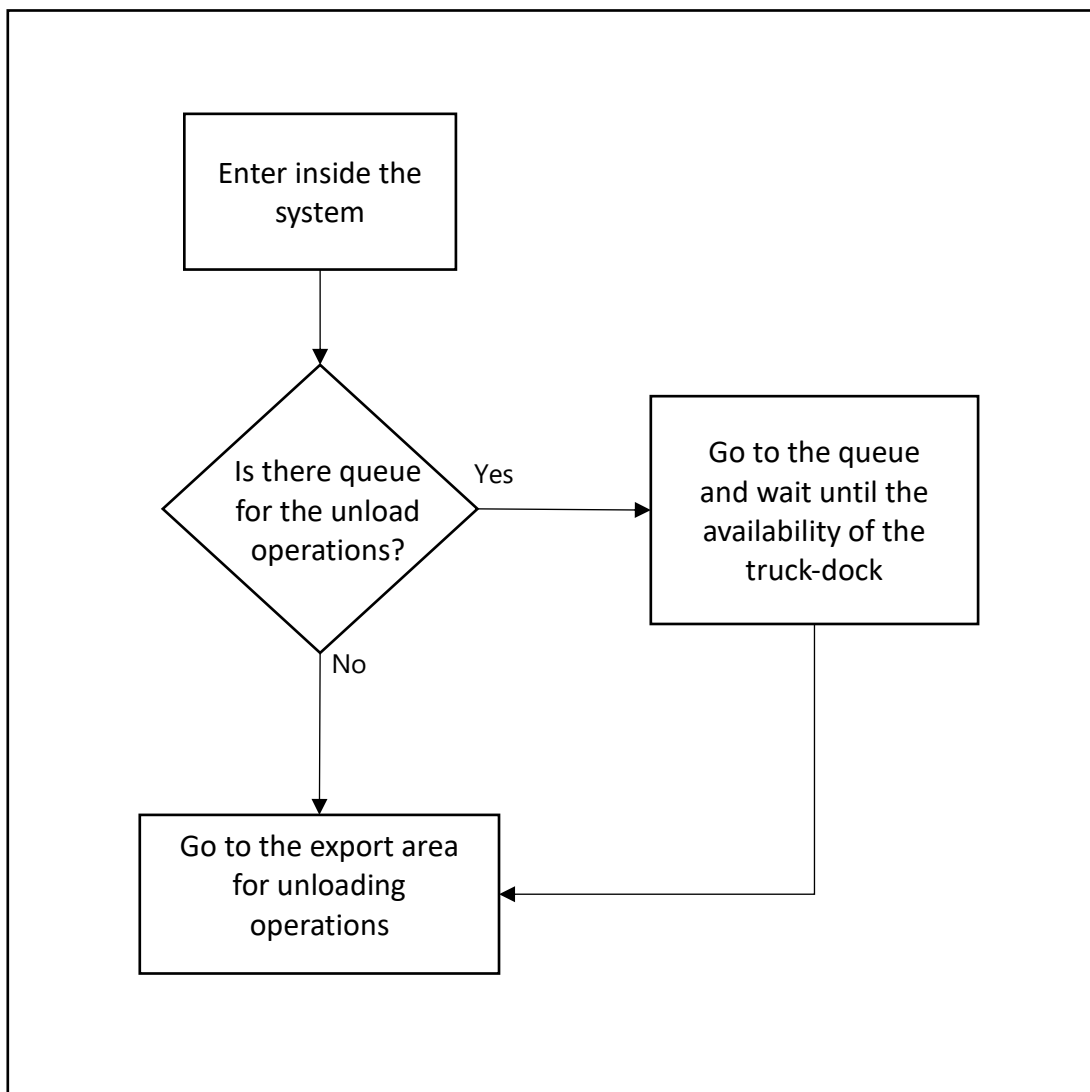 Enter inside the
system
Is there queue
for the unload
operations?
Yes
Go to the queue
and wait until the
availability of the
truck-dock
No
Go to the export area
for unloading
operations